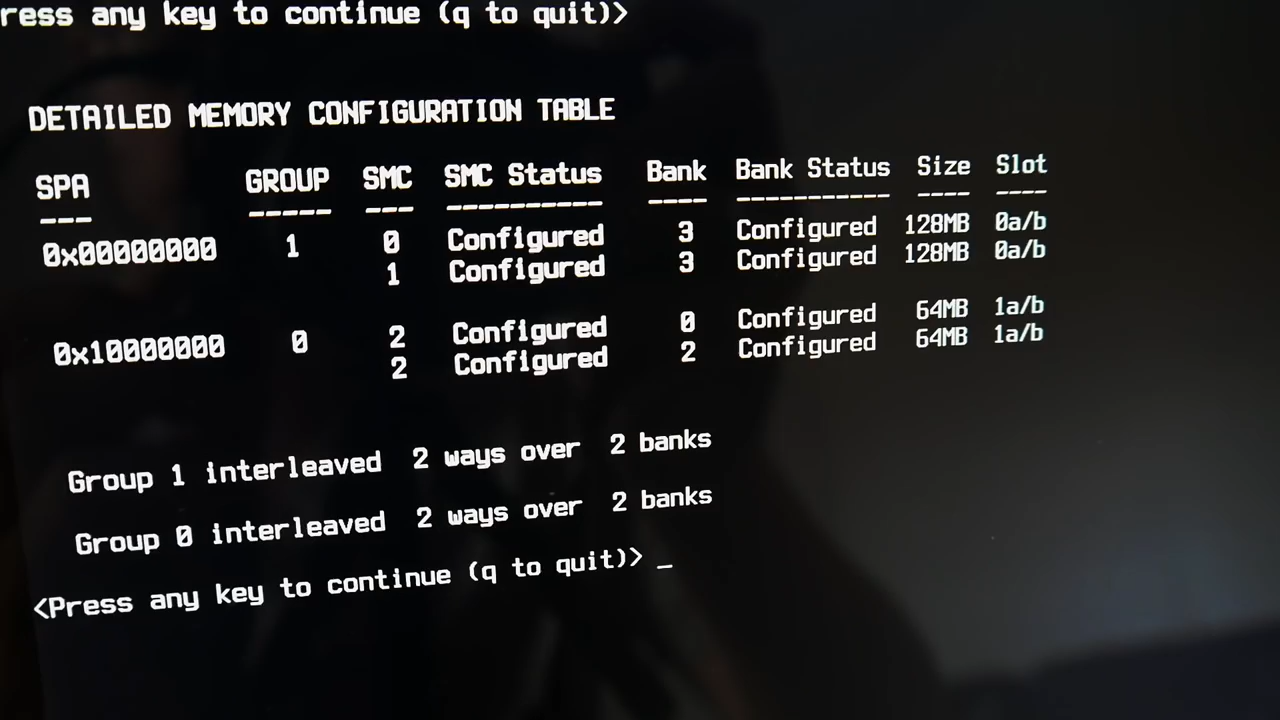 ress any key to continue (q to quit)>
DETAILED MEMORY CONFIGURATION TABLE
SPA GROUP SMC SMC Status Bank Bank Status Size Slot
--- ----- --- ---------- ---- ----------- ---- ----
0x00000000 1 0 Configured 3 Configured 128MB 0a/b
1 Configured 3 Configured 128MB 0a/b
0x10000000 0 2 Configured 0 Configured 64MB 1a/b
2 Configured 2 Configured 64MB 1a/b
Group 1 interleaved 2 ways over 2 banks
Group 0 interleaved 2 ways over 2 banks
<Press any key to continue (q to quit)> _